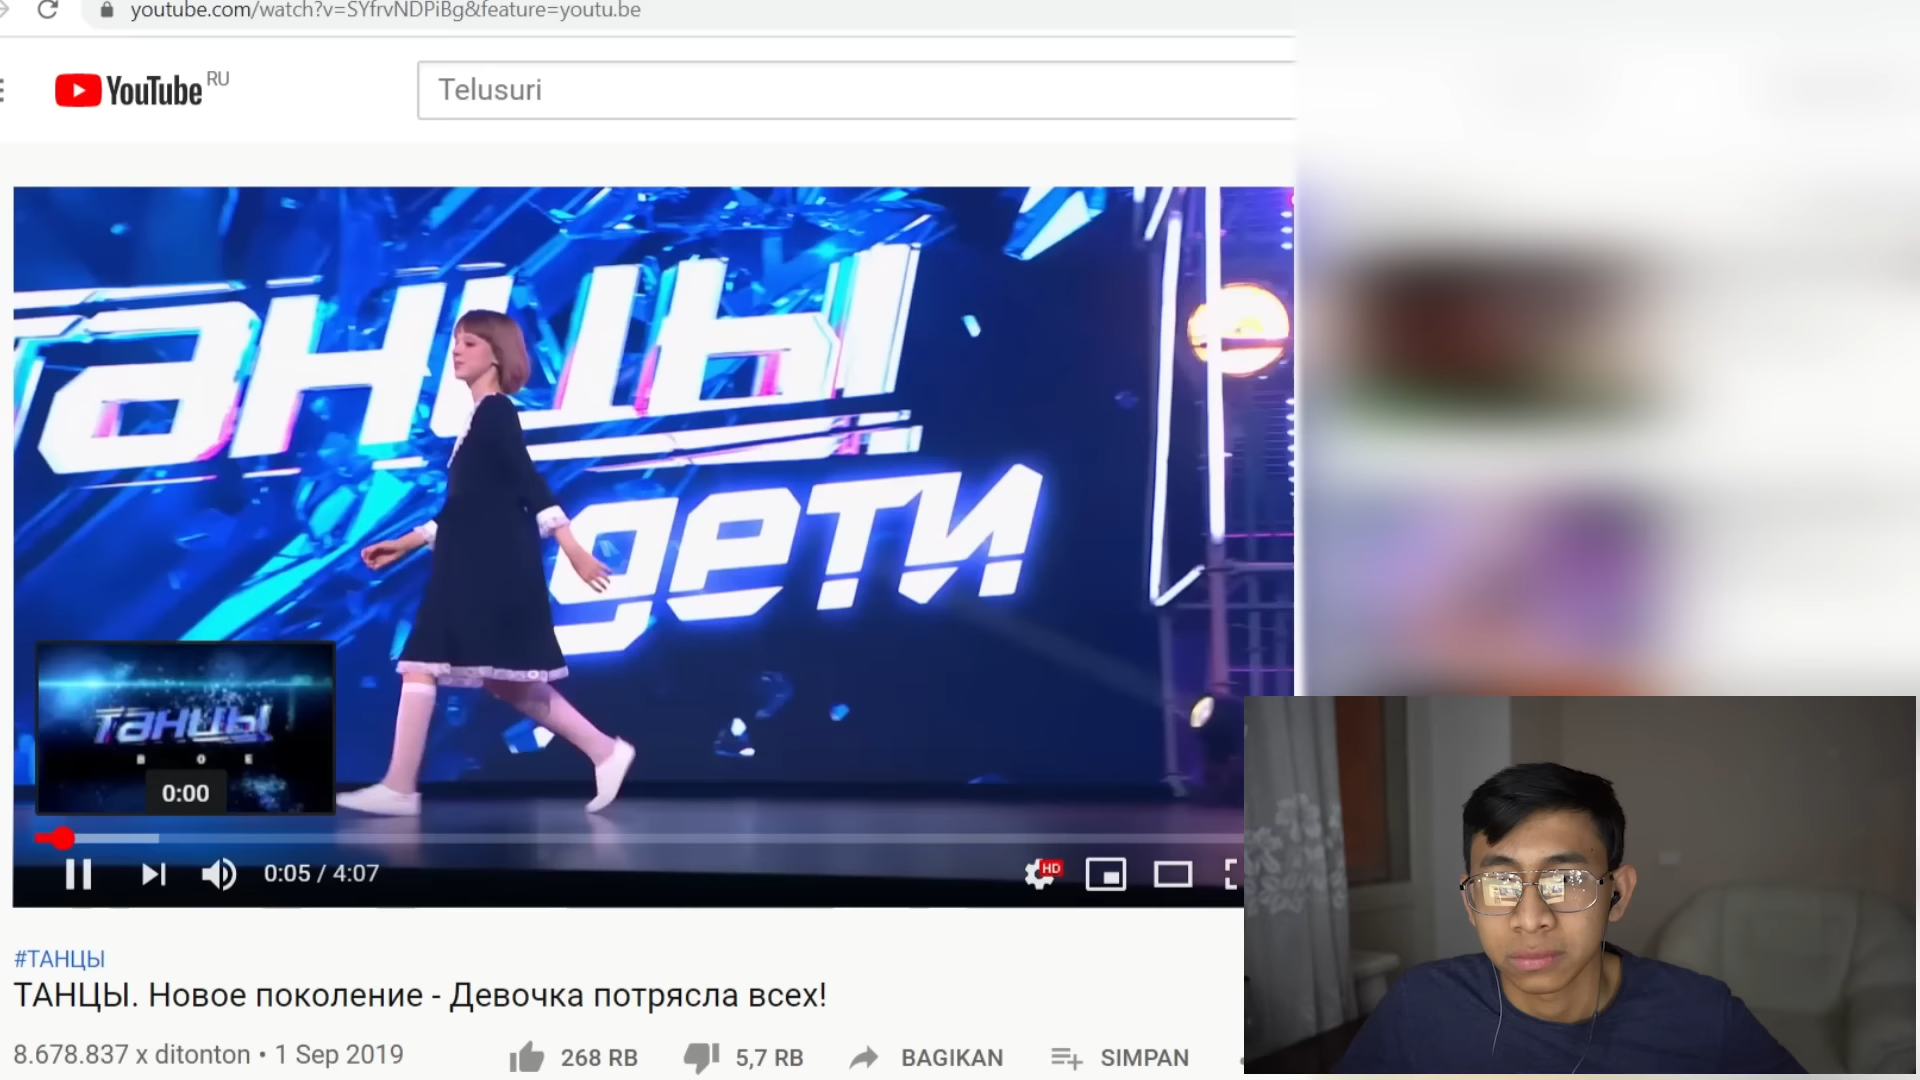 youtube.com/watch?v=SYfrvNDPiBg&feature=youtu.be
YouTube RU
Telusuri
танцы
дети
танцы
В О Е
0:00
0:05 / 4:07
HD
#ТАНЦЫ
ТАНЦЫ. Новое поколение - Девочка потрясла всех!
8.678.837 x ditonton • 1 Sep 2019
268 RB
5,7 RB
BAGIKAN
SIMPAN